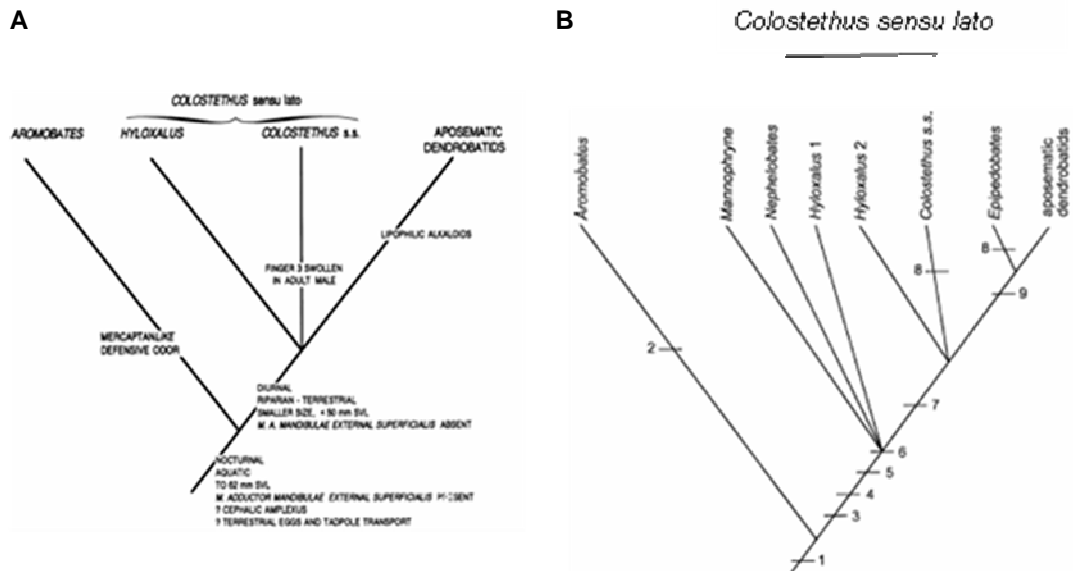 A
COLOSTETHUS sensu lato
AROMOBATES
HYLOXALUS
COLOSTETHUS s.s.
APOSEMATIC
DENDROBATIDS
LIPOPHILIC ALKALOIDS
FINGER 3 SWOLLEN
IN ADULT MALE
MERCAPTANLIKE
DEFENSIVE ODOR
DIURNAL
RIPARIAN - TERRESTRIAL
SMALLER SIZE, <50 mm SVL
M. A. MANDIBULAE EXTERNAL SUPERFICIALIS ABSENT
NOCTURNAL
AQUATIC
TO 62 mm SVL
M. ADDUCTOR MANDIBULAE EXTERNAL SUPERFICIALIS
? CEPHALIC AMPLEXUS
? TERRESTRIAL EGGS AND TADPOLE TRANSPORT
B
Colostethus sensu lato
Aromobates
Mannophryne
Nephelobates
Hyloxalus 1
Hyloxalus 2
Colostethus s.s.
Epipedobates
aposematic
dendrobatids
8
8
9
2
7
6
5
4
3
1